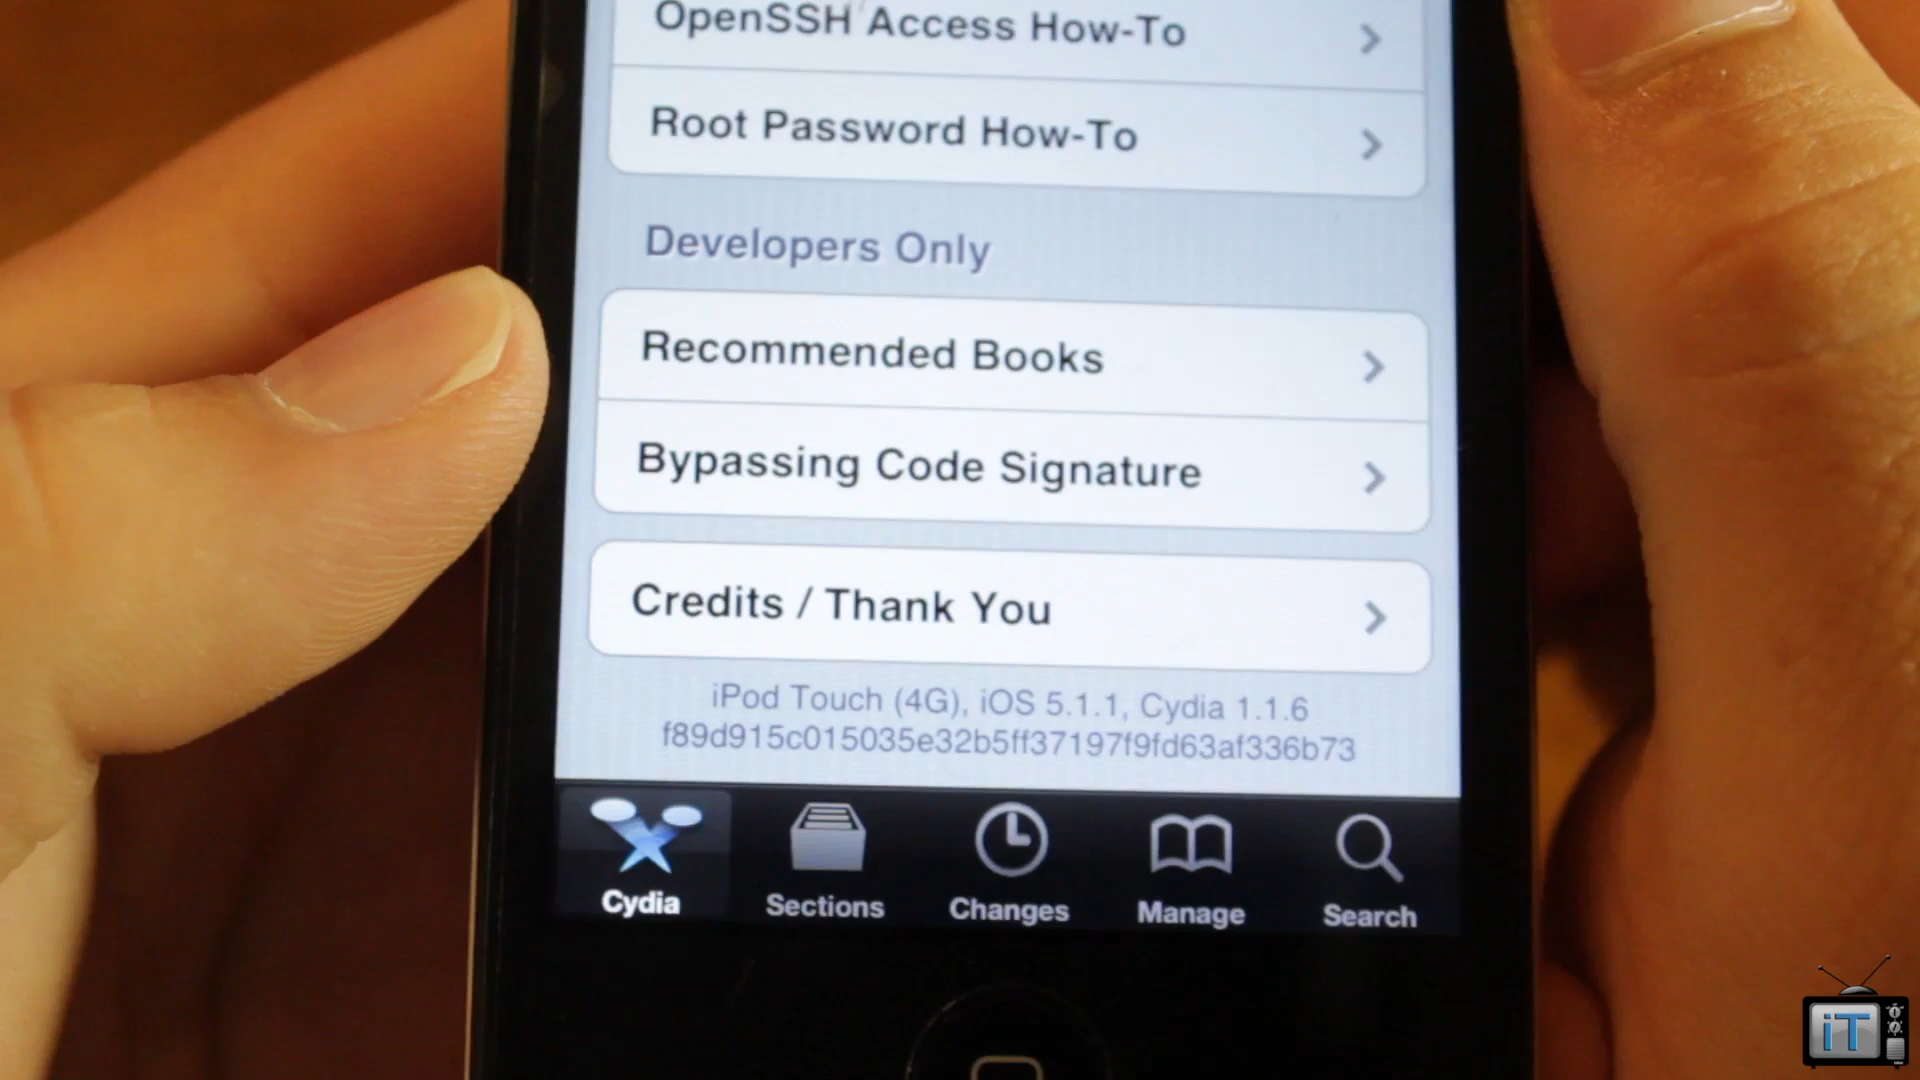 OpenSSH Access How-To
Root Password How-To
Developers Only
Recommended Books
Bypassing Code Signature
Credits / Thank You
iPod Touch (4G), iOS 5.1.1, Cydia 1.1.6
f89d915c015035e32b5ff37197f9fd63af336b73
Cydia
Sections
Changes
Manage
Search
iT